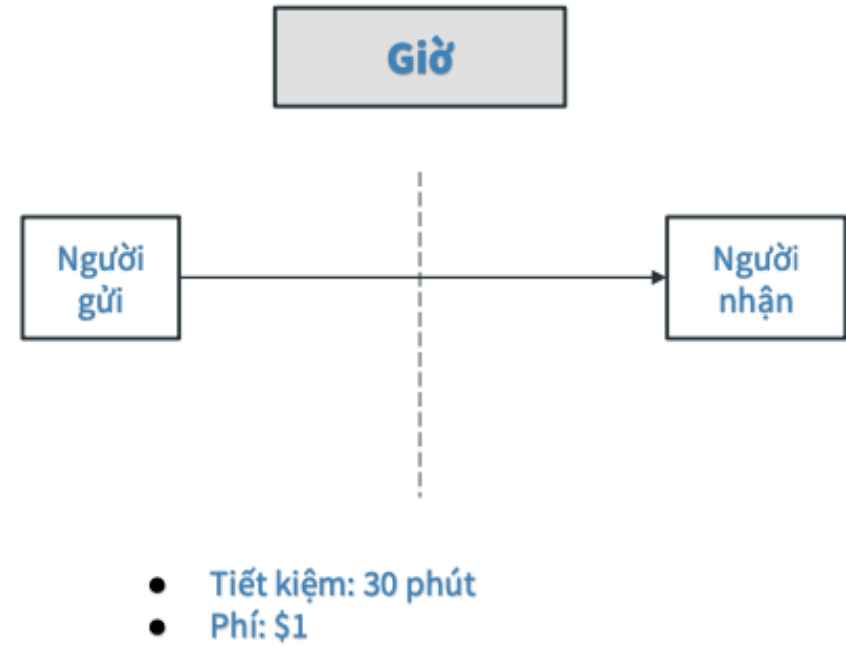 Giờ
Người
gửi
Người
nhận
Tiết kiệm: 30 phút
Phí: $1